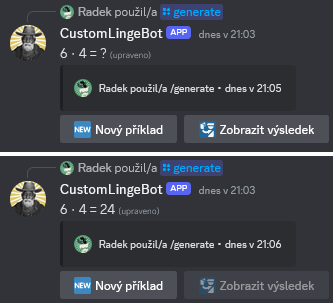 Radek použil/a generate
CustomLingeBot APP dnes v 21:03
6 · 4 = ? (upraveno)
Radek použil/a /generate • dnes v 21:05
NEW Nový příklad Zobrazit výsledek
Radek použil/a generate
CustomLingeBot APP dnes v 21:03
6 · 4 = 24 (upraveno)
Radek použil/a /generate • dnes v 21:06
NEW Nový příklad Zobrazit výsledek